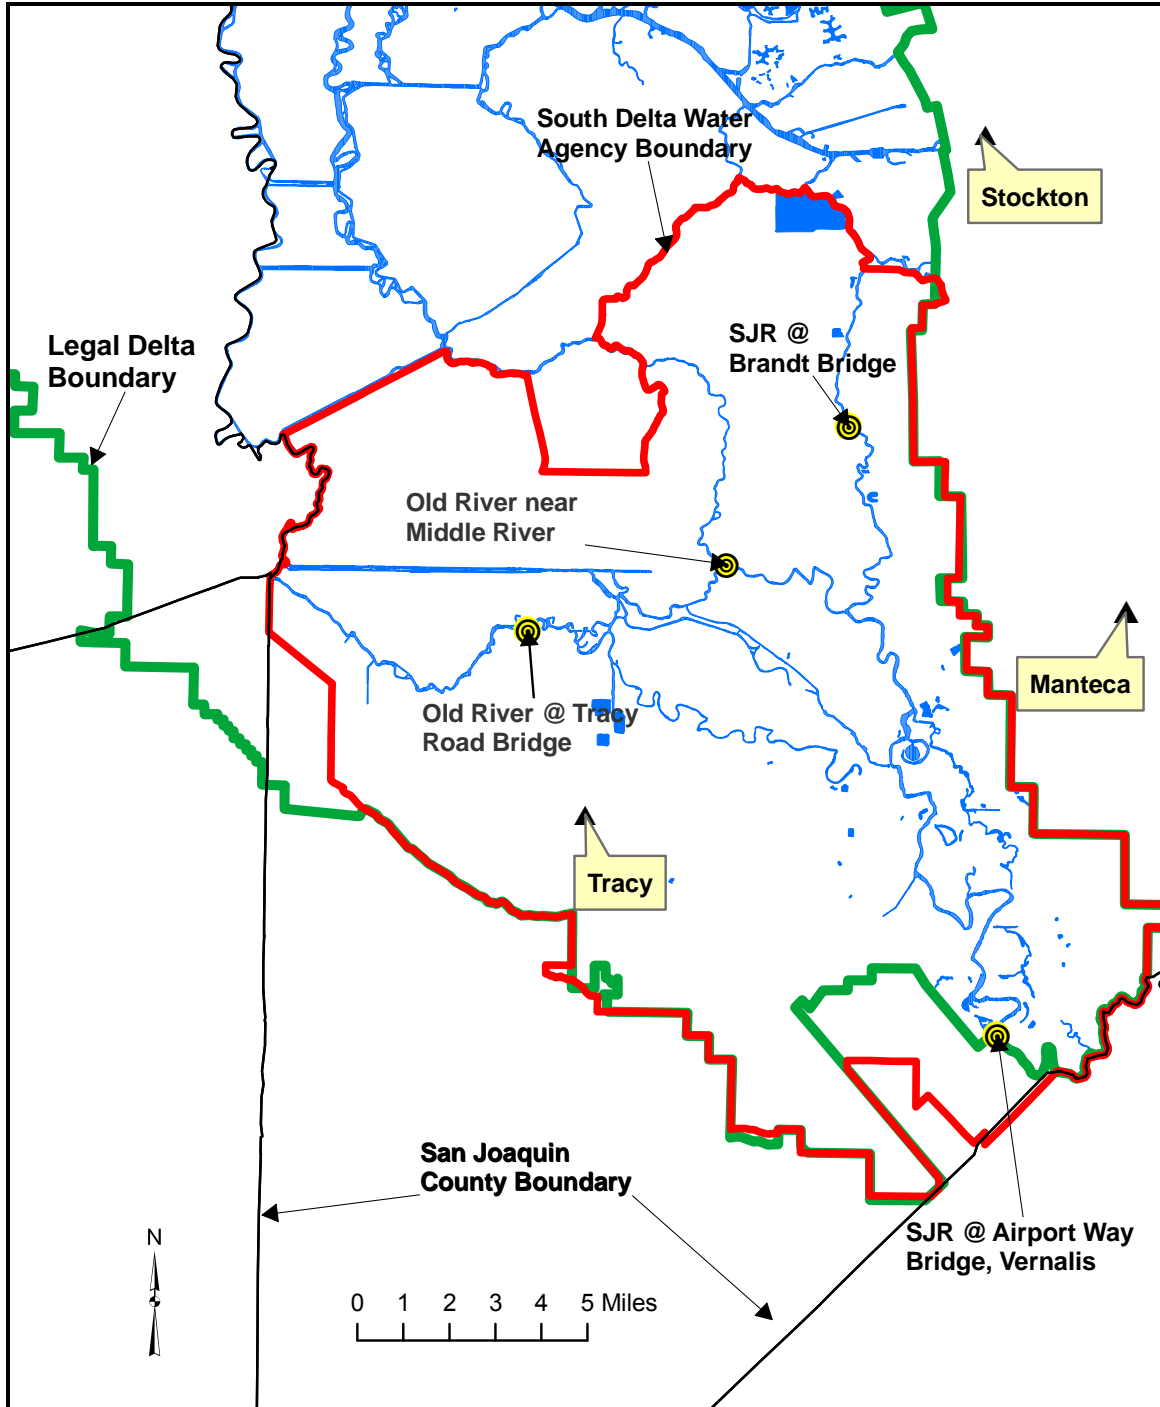 South Delta Water
Agency Boundary
Stockton
Legal Delta
Boundary
SJR @
Brandt Bridge
Old River near
Middle River
Manteca
Old River @ Tracy
Road Bridge
Tracy
San Joaquin
County Boundary
SJR @ Airport Way
Bridge, Vernalis
N
0 1 2 3 4 5 Miles